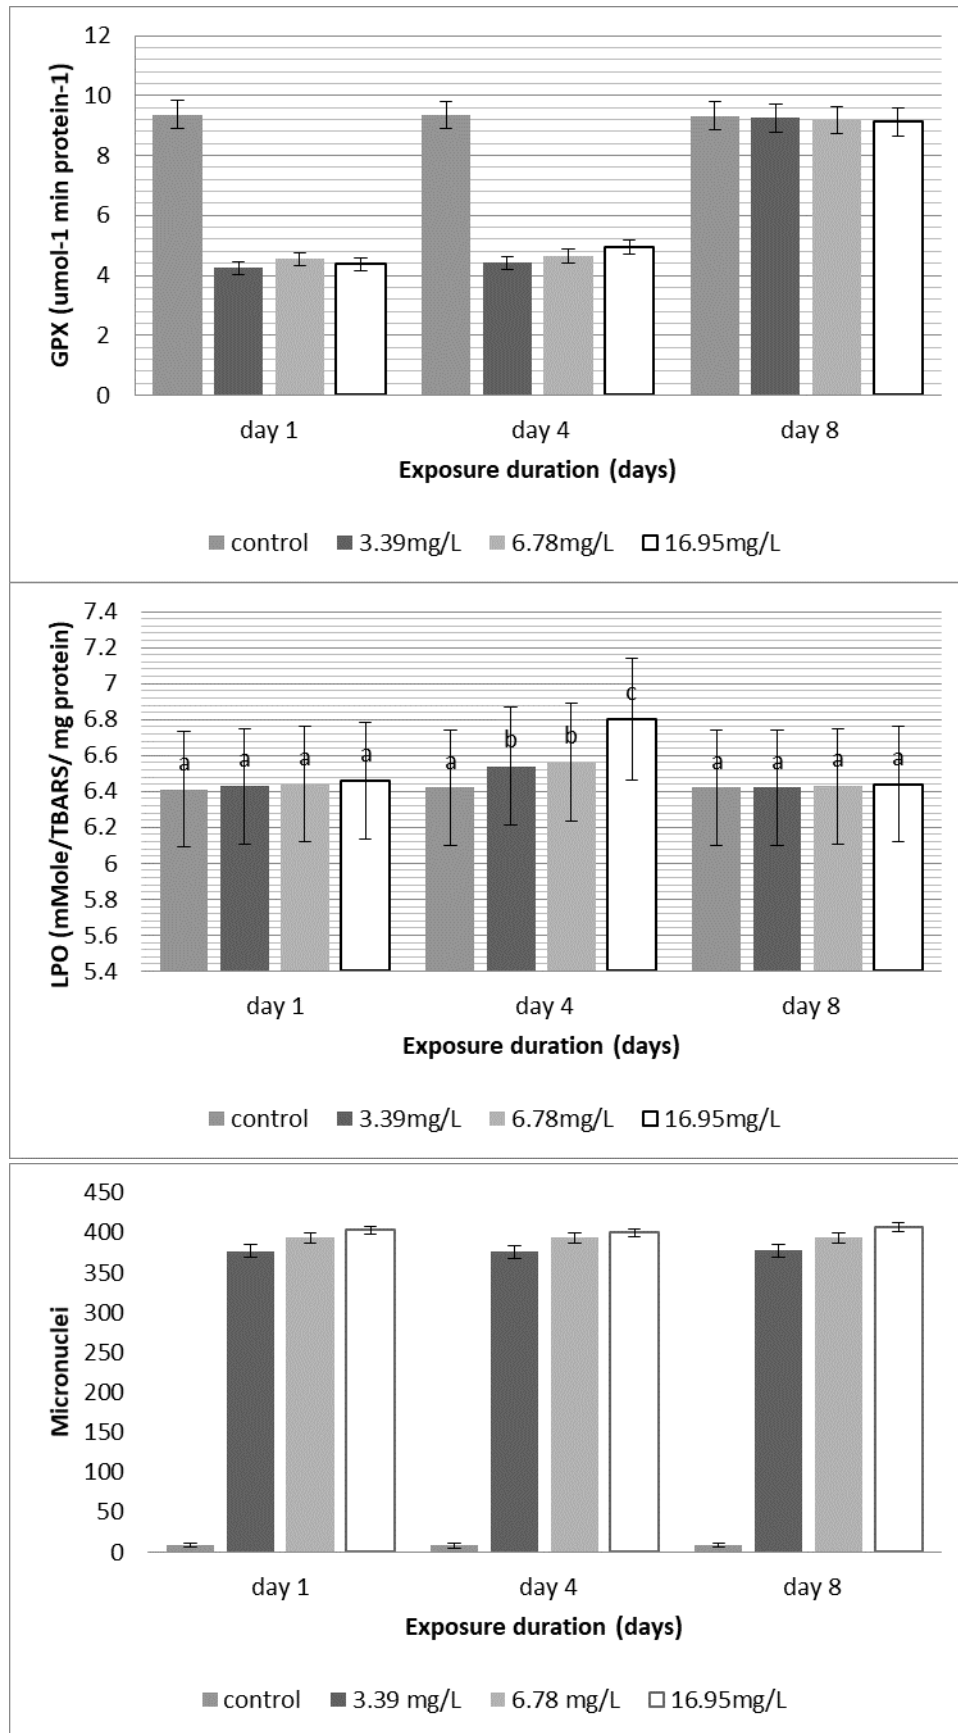 12
10
8
6
4
2
0
GPX (umol-1 min protein-1)
day 1 day 4 day 8
Exposure duration (days)
control 3.39mg/L 6.78mg/L 16.95mg/L
7.4
7.2
7
6.8
6.6
6.4
6.2
6
5.8
5.6
5.4
LPO (mMole/TBARS/ mg protein)
a a a a a b b c a a a a
day 1 day 4 day 8
Exposure duration (days)
control 3.39mg/L 6.78mg/L 16.95mg/L
450
400
350
300
250
200
150
100
50
0
Micronuclei
day 1 day 4 day 8
Exposure duration (days)
control 3.39 mg/L 6.78 mg/L 16.95mg/L